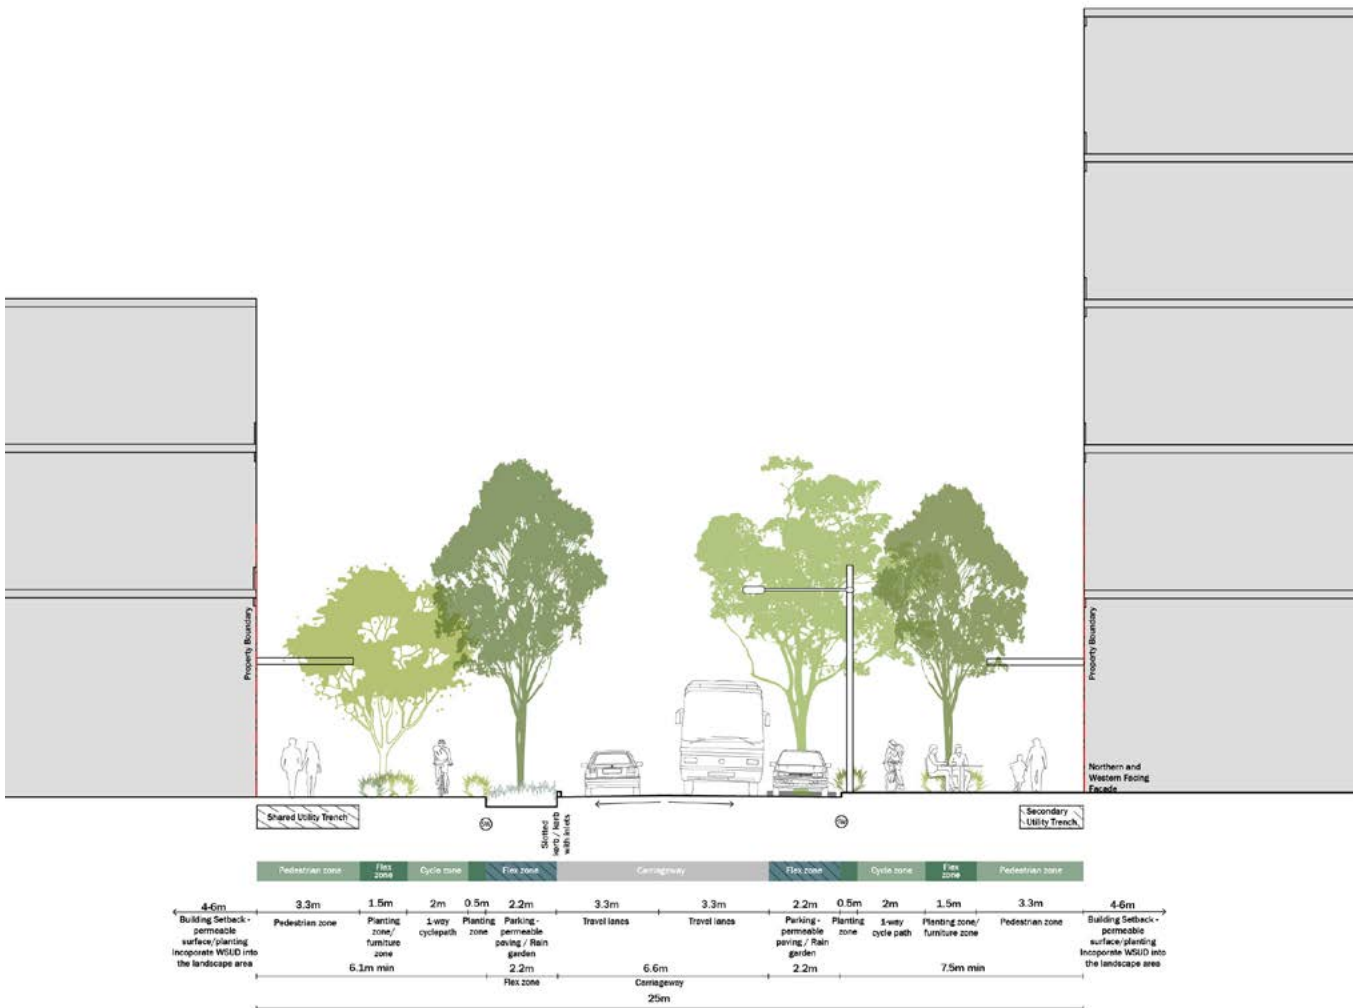 Property Boundary
Property Boundary
Northern and
Western Facing
Facade
Shared Utility Trench
Slotted
kerb / kerb
with inlets
Secondary
Utility Trench
Pedestrian zone
Flex
zone
Cycle zone
Flex zone
Carriageway
Flex zone
Cycle zone
Flex
zone
Pedestrian zone
4-6m
3.3m
1.5m
2m
0.5m
2.2m
3.3m
3.3m
2.2m
0.5m
2m
1.5m
3.3m
4-6m
Building Setback -
permeable
surface/planting
Incoporate WSUD into
the landscape area
Pedestrian zone
Planting
zone/
furniture
zone
1-way
cyclepath
Planting
zone
Parking -
permeable
paving / Rain
garden
Travel lanes
Travel lanes
Parking -
permeable
paving / Rain
garden
Planting
zone
1-way
cycle path
Planting zone/
furniture zone
Pedestrian zone
Building Setback -
permeable
surface/planting
Incoporate WSUD into
the landscape area
6.1m min
2.2m
6.6m
2.2m
7.5m min
Flex zone
Carriageway
25m